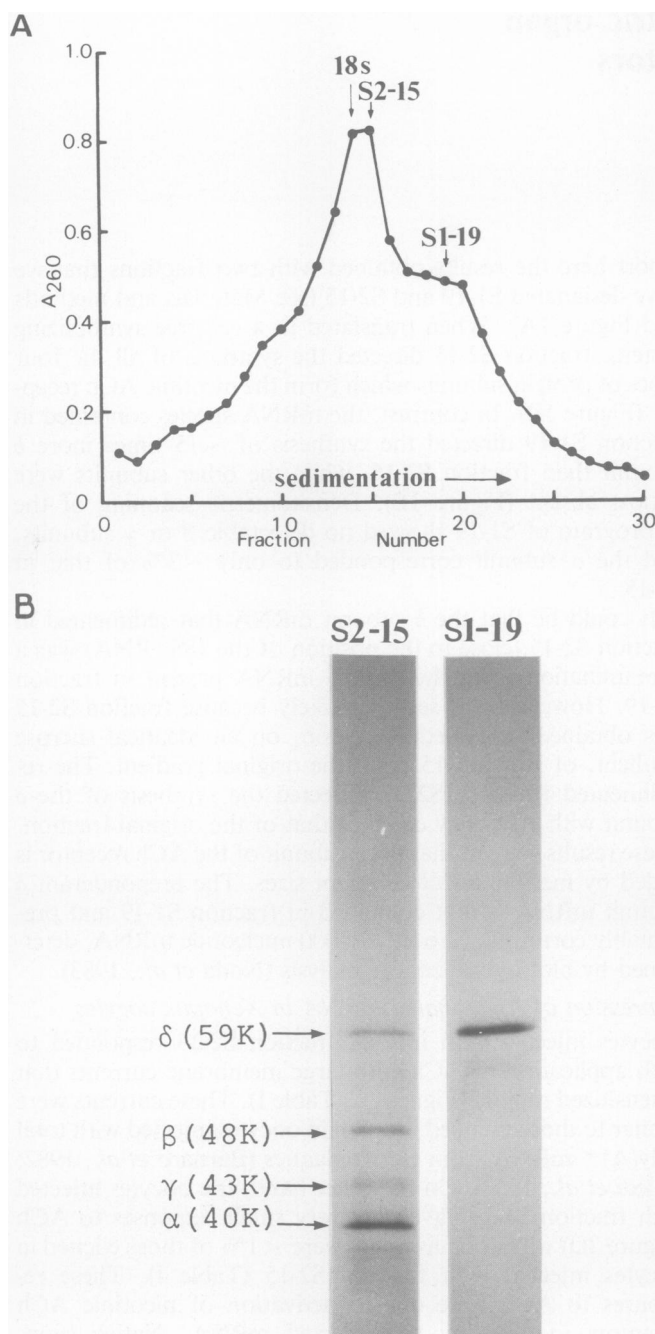 A
1.0
0.8
0.6
0.4
0.2
0
A260
18s
S2-15
S1-19
sedimentation →
0 10 20 30
Fraction Number
B
S2-15 S1-19
δ (59K)
β (48K)
γ (43K)
α (40K)